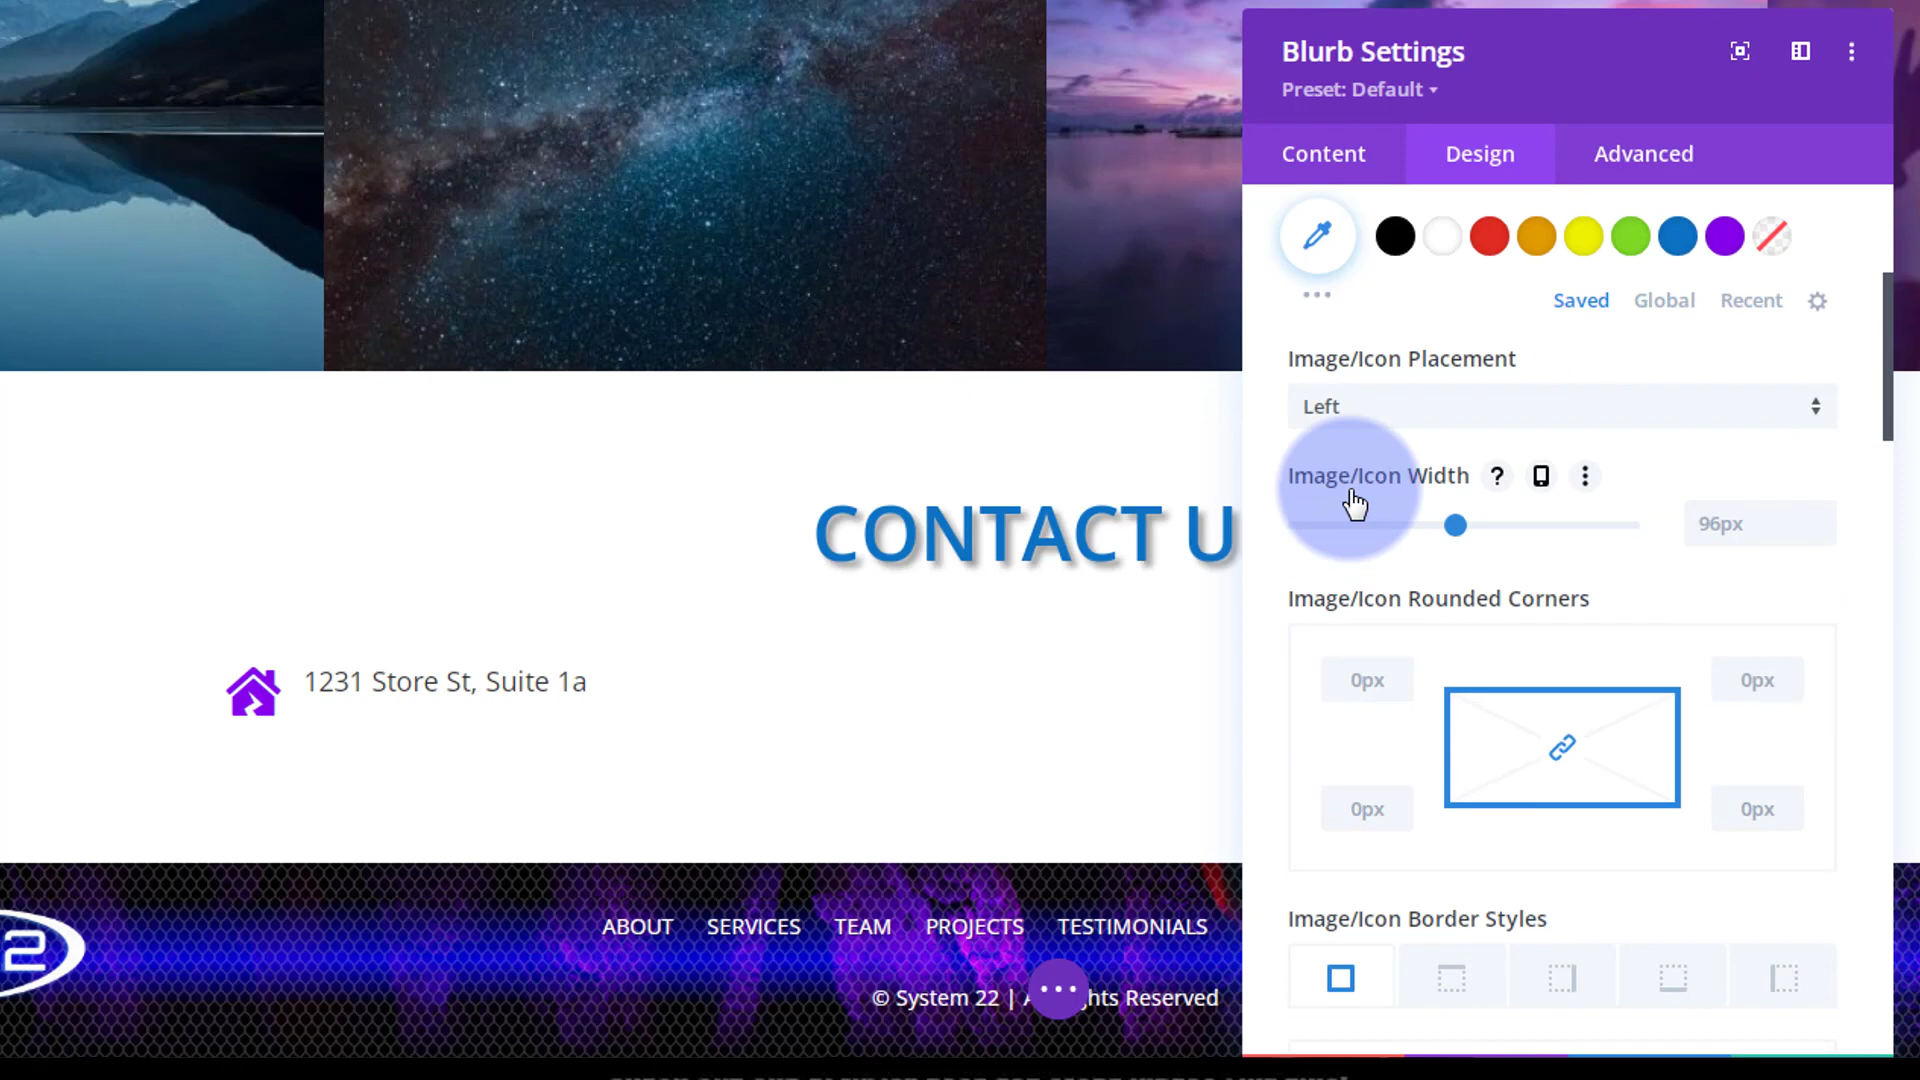 Blurb Settings
Preset: Default
Content
Design
Advanced
Saved
Global
Recent
Image/Icon Placement
Left
Image/Icon Width ?
96px
Image/Icon Rounded Corners
0px
0px
0px
0px
Image/Icon Border Styles
CONTACT U
1231 Store St, Suite 1a
2
ABOUT SERVICES TEAM PROJECTS TESTIMONIALS
© System 22 | hts Reserved